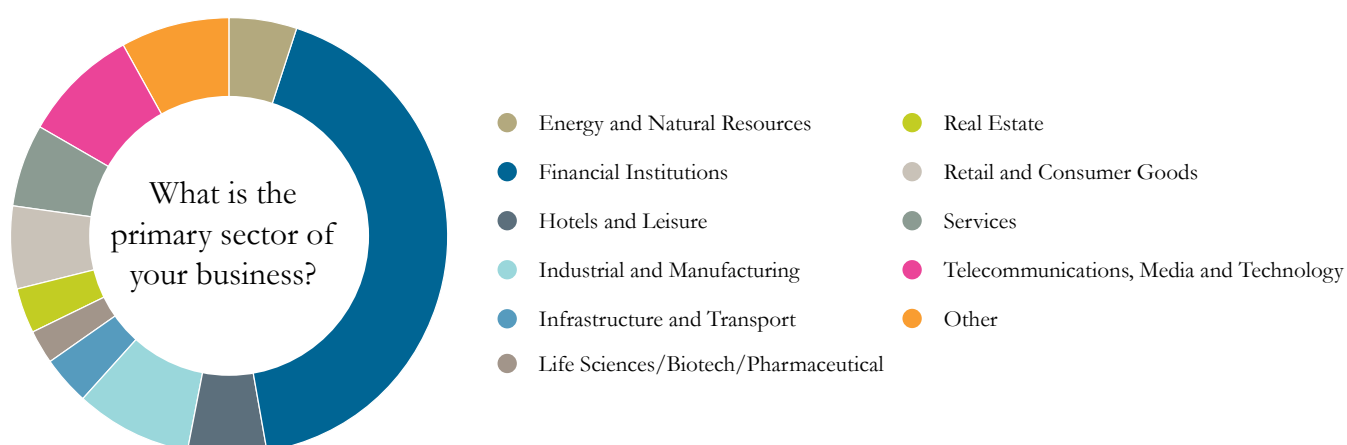 What is the
primary sector of
your business?
Energy and Natural Resources
Financial Institutions
Hotels and Leisure
Industrial and Manufacturing
Infrastructure and Transport
Life Sciences/Biotech/Pharmaceutical
Real Estate
Retail and Consumer Goods
Services
Telecommunications, Media and Technology
Other